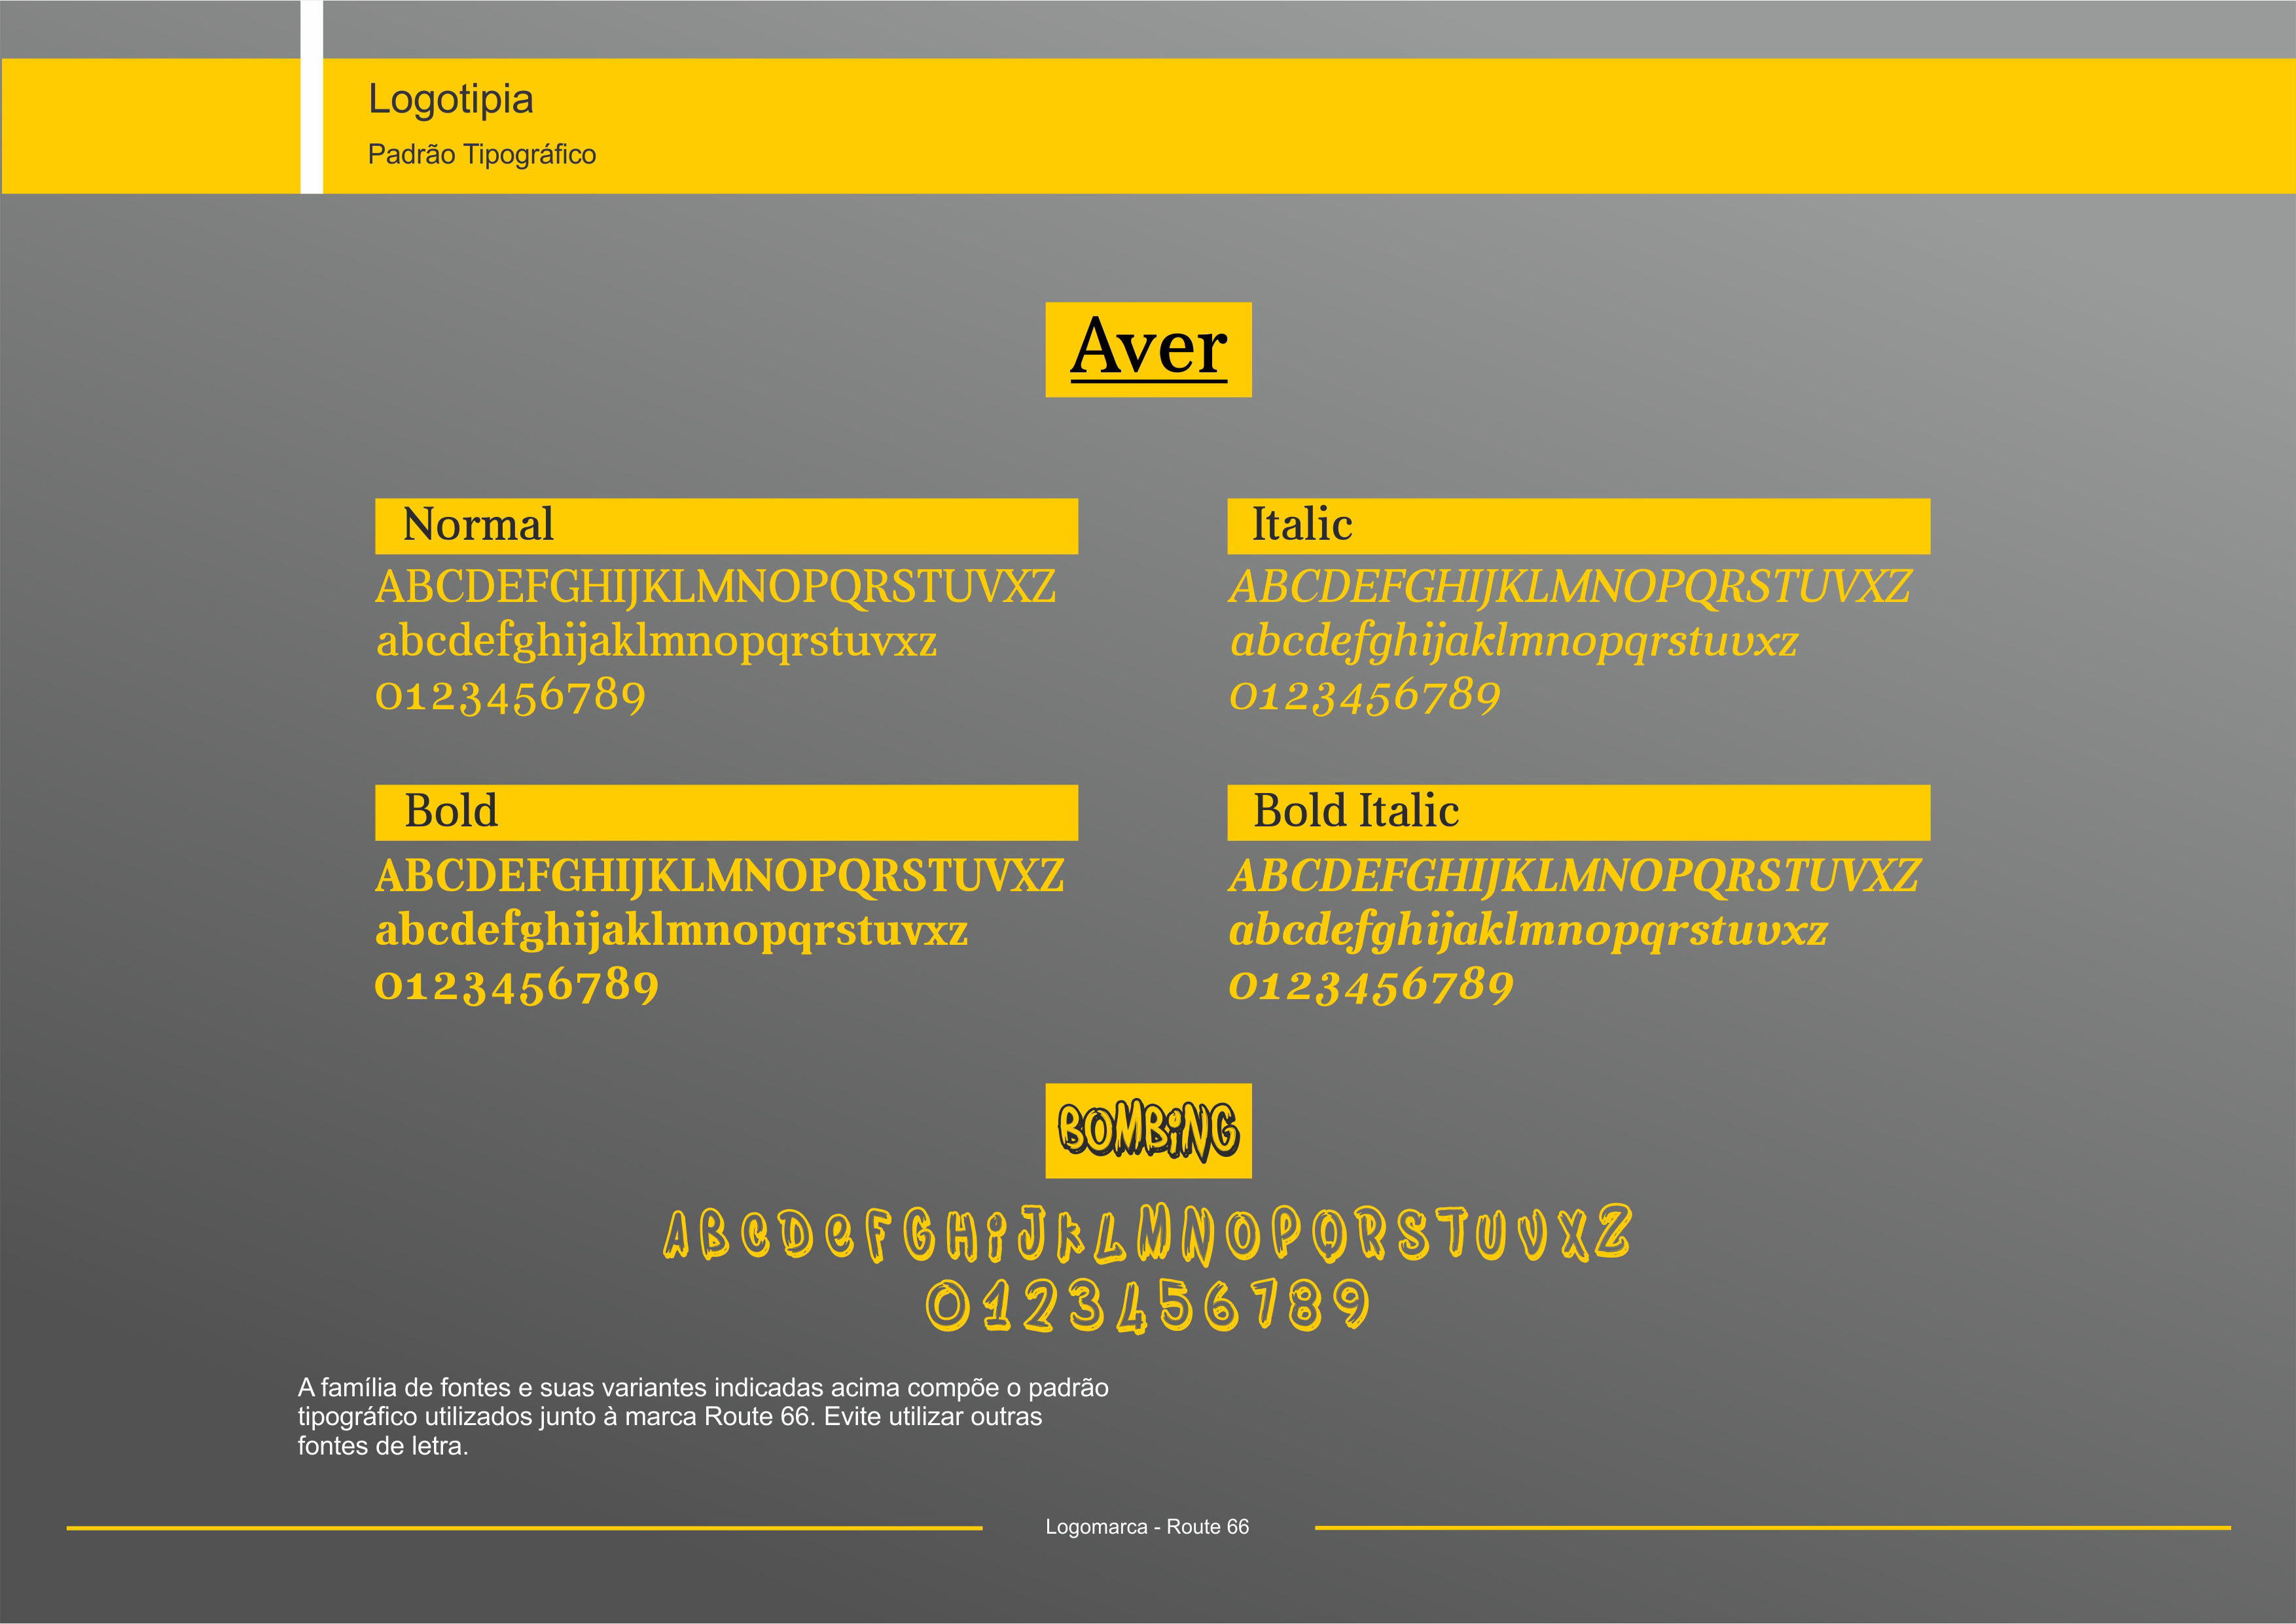 Logotipia
Padrão Tipográfico
Aver
Normal
ABCDEFGHIJKLMNOPQRSTUVXZ
abcdefghijaklmnopqrstuvxz
0123456789
Italic
ABCDEFGHIJKLMNOPQRSTUVXZ
abcdefghijaklmnopqrstuvxz
0123456789
Bold
ABCDEFGHIJKLMNOPQRSTUVXZ
abcdefghijaklmnopqrstuvxz
0123456789
Bold Italic
ABCDEFGHIJKLMNOPQRSTUVXZ
abcdefghijaklmnopqrstuvxz
0123456789
BOMBiNG
ABCDeFGHiJkLMNOPQRSTUVXZ
0123456789
A família de fontes e suas variantes indicadas acima compõe o padrão
tipográfico utilizados junto à marca Route 66. Evite utilizar outras
fontes de letra.
Logomarca - Route 66